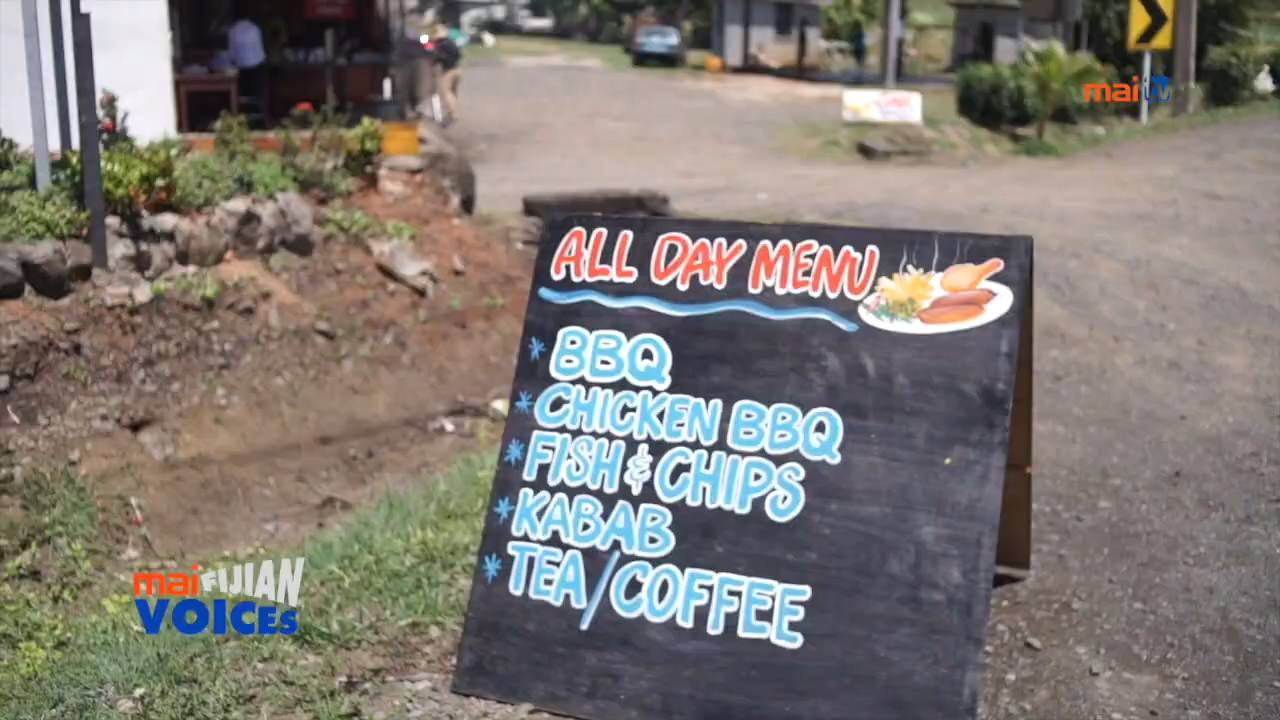 mai tv
ALL DAY MENU
* BBQ
* CHICKEN BBQ
* FISH & CHIPS
* KABAB
* TEA/COFFEE
mai FIJIAN
VOICES